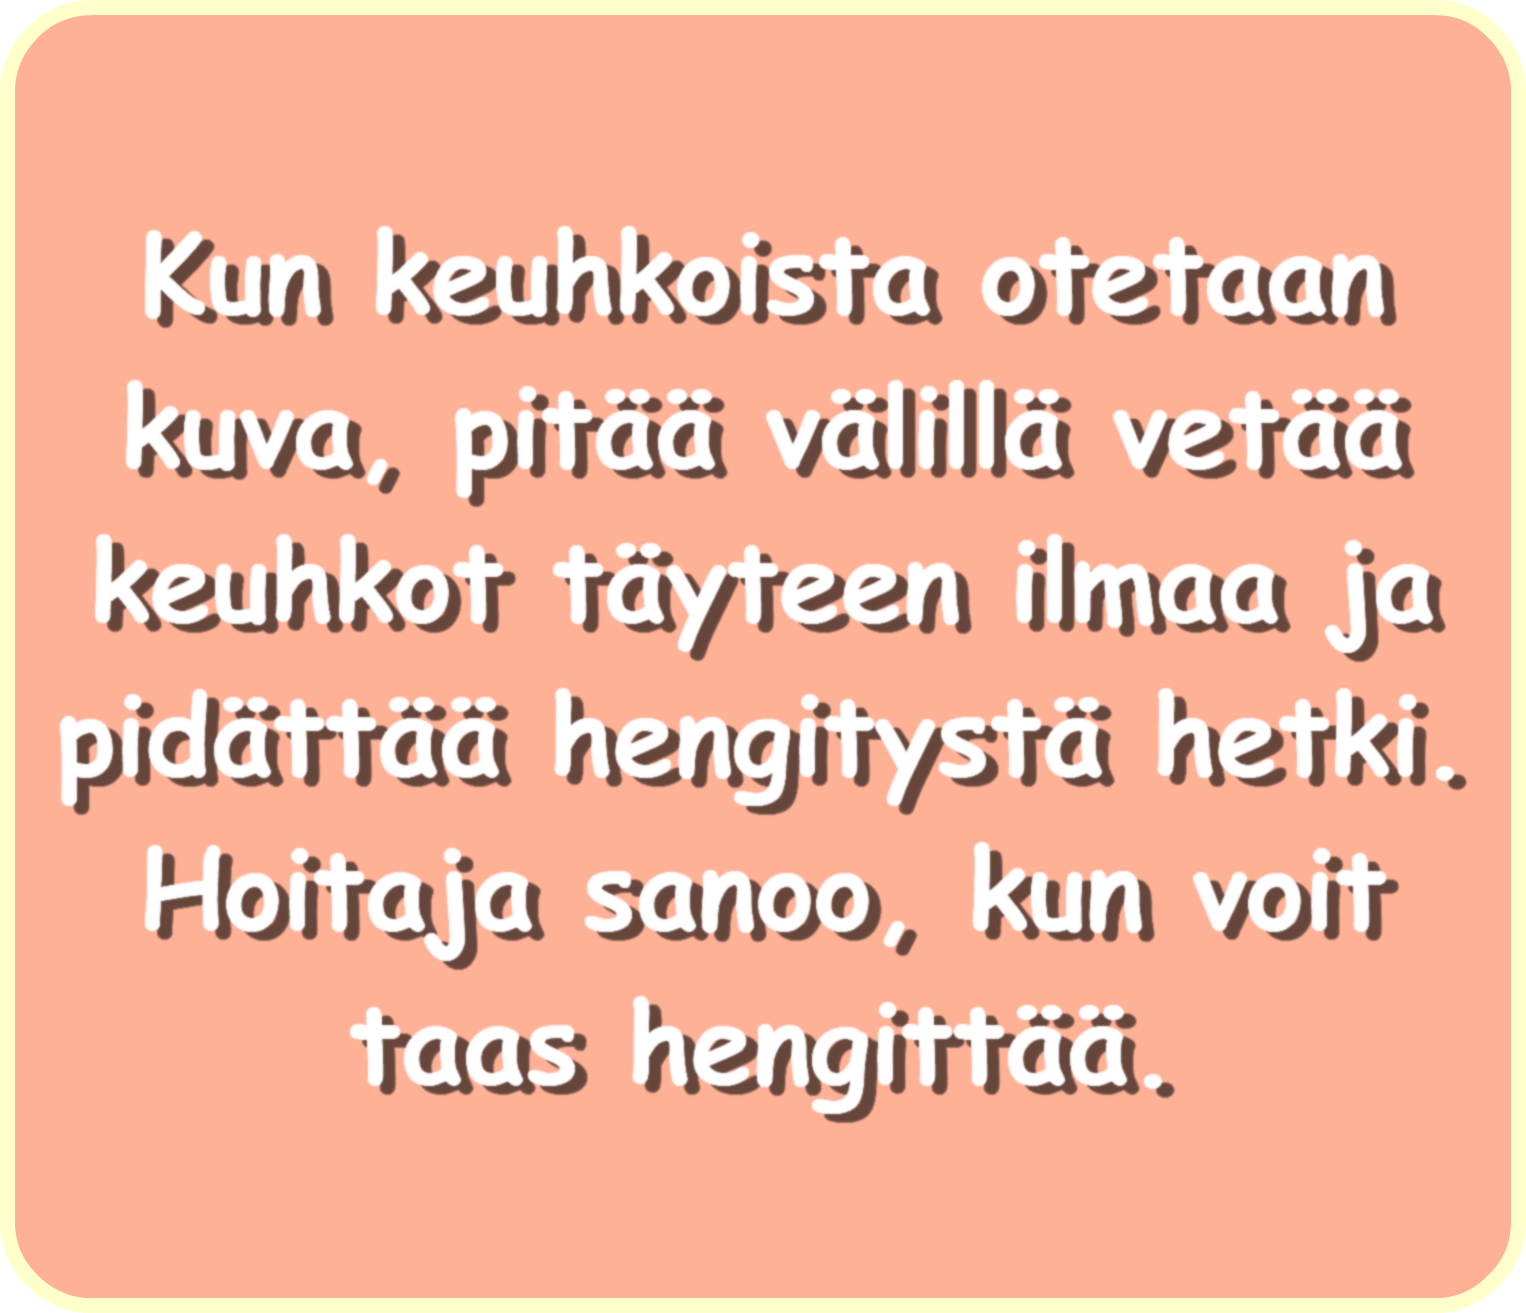 Kun keuhkoista otetaan
kuva, pitää välillä vetää
keuhkot täyteen ilmaa ja
pidättää hengitystä hetki.
Hoitaja sanoo, kun voit
taas hengittää.